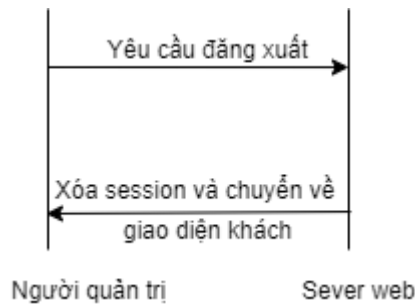 Yêu cầu đăng xuất
Xóa session và chuyển về
giao diện khách
Người quản trị
Sever web